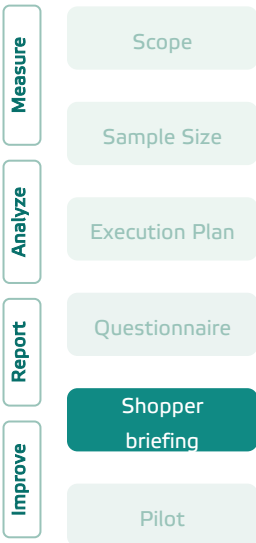 Measure
Analyze
Report
Improve
Scope
Sample Size
Execution Plan
Questionnaire
Shopper
briefing
Pilot